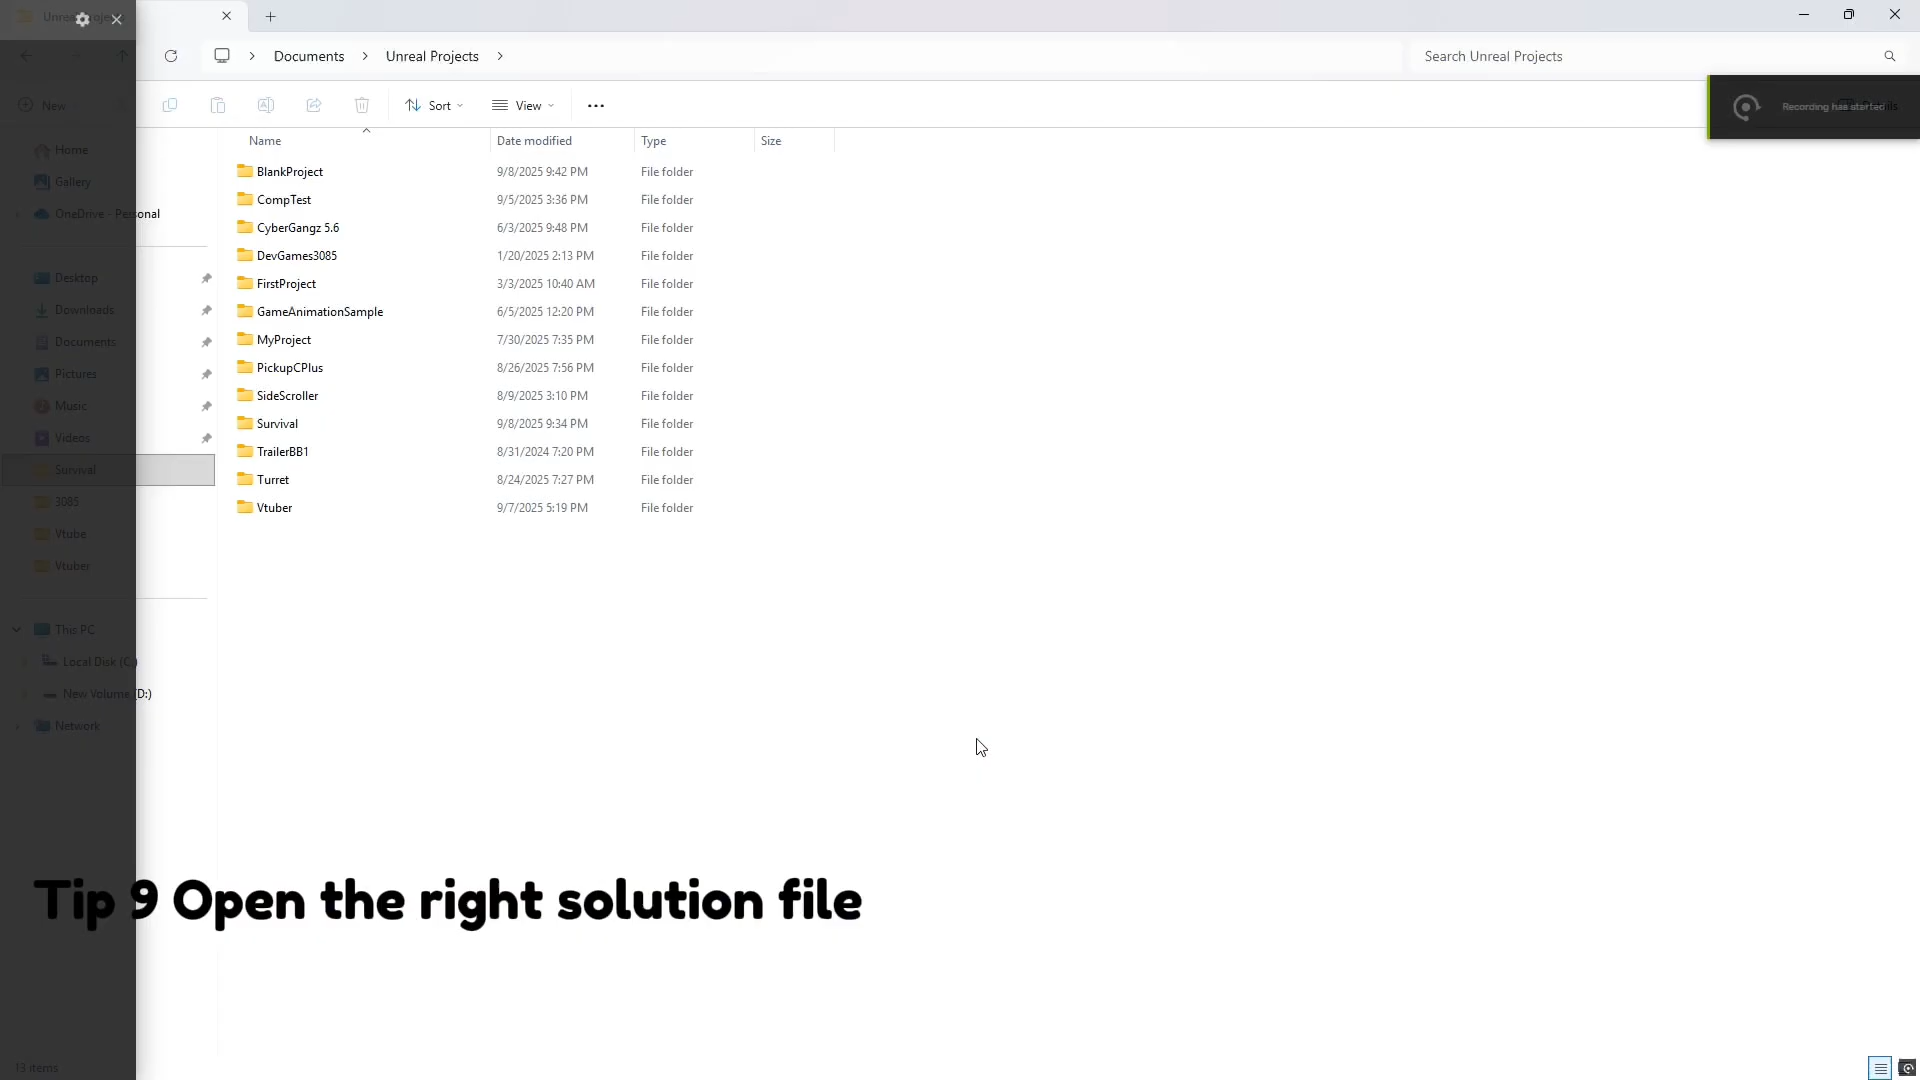 Unreal Projects
Documents
Unreal Projects
Search Unreal Projects
New
Sort
View
Recording has started
Name
Date modified
Type
Size
Home
Gallery
OneDrive - Personal
Desktop
Downloads
Documents
Pictures
Music
Videos
Survival
3085
Vtube
Vtuber
This PC
Local Disk (C:)
New Volume (D:)
Network
BlankProject 9/8/2025 9:42 PM File folder
CompTest 9/5/2025 3:36 PM File folder
CyberGangz 5.6 6/3/2025 9:48 PM File folder
DevGames3085 1/20/2025 2:13 PM File folder
FirstProject 3/3/2025 10:40 AM File folder
GameAnimationSample 6/5/2025 12:20 PM File folder
MyProject 7/30/2025 7:35 PM File folder
PickupCPlus 8/26/2025 7:56 PM File folder
SideScroller 8/9/2025 3:10 PM File folder
Survival 9/8/2025 9:34 PM File folder
TrailerBB1 8/31/2024 7:20 PM File folder
Turret 8/24/2025 7:27 PM File folder
Vtuber 9/7/2025 5:19 PM File folder
Tip 9 Open the right solution file
13 items